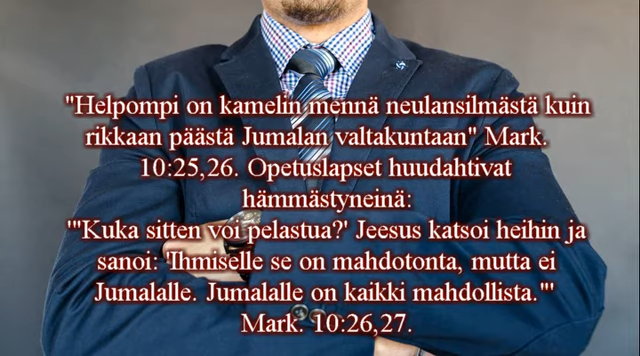 "Helpompi on kamelin mennä neulansilmästä kuin
rikkaan päästä Jumalan valtakuntaan" Mark.
10:25,26. Opetuslapset huudahtivat
hämmästyneinä:
'"Kuka sitten voi pelastua?' Jeesus katsoi heihin ja
sanoi: 'Ihmiselle se on mahdotonta, mutta ei
Jumalalle. Jumalalle on kaikki mahdollista."'
Mark. 10:26,27.